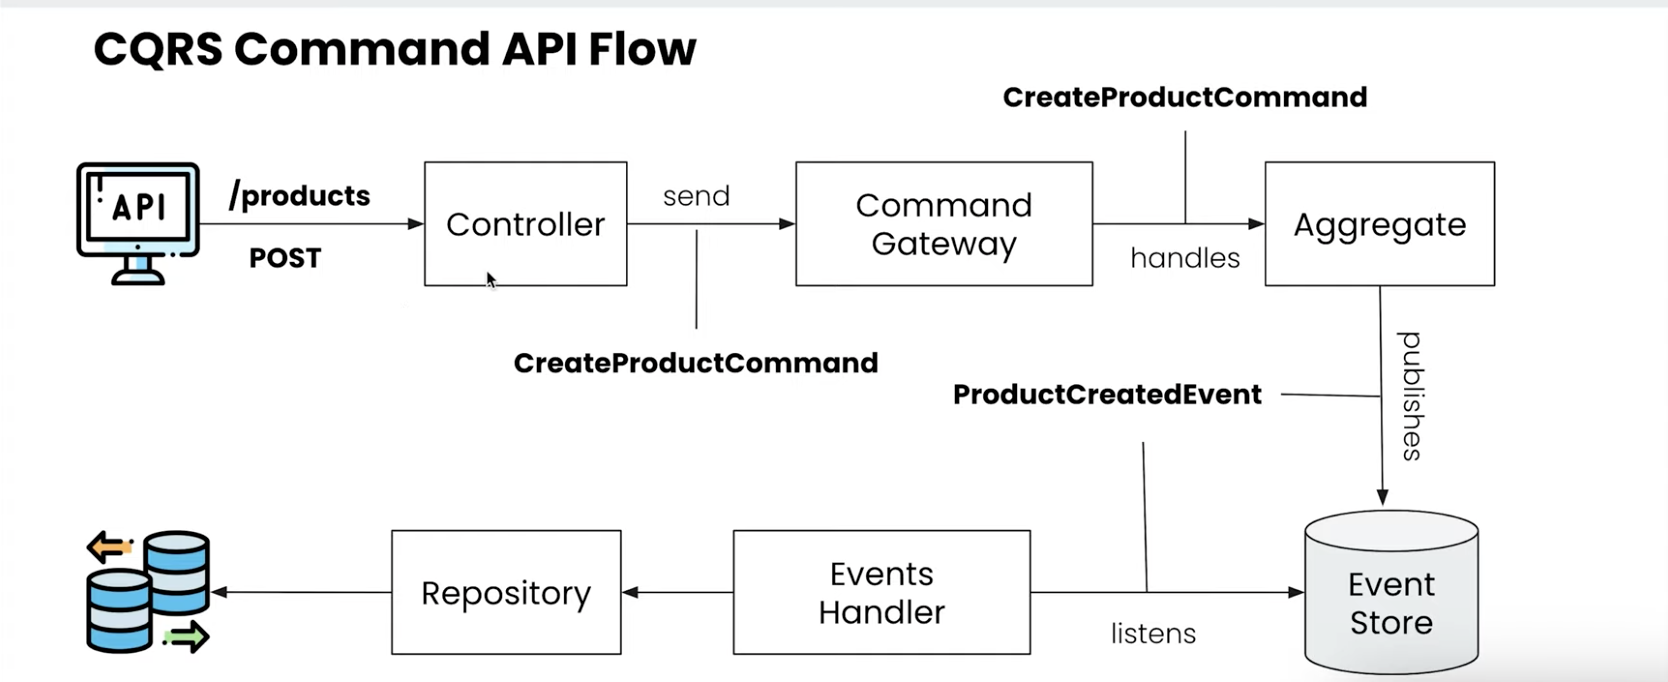 CQRS Command API Flow
CreateProductCommand
API
/products
POST
Controller
send
CreateProductCommand
Command
Gateway
handles
Aggregate
publishes
ProductCreatedEvent
Repository
Events
Handler
listens
Event
Store